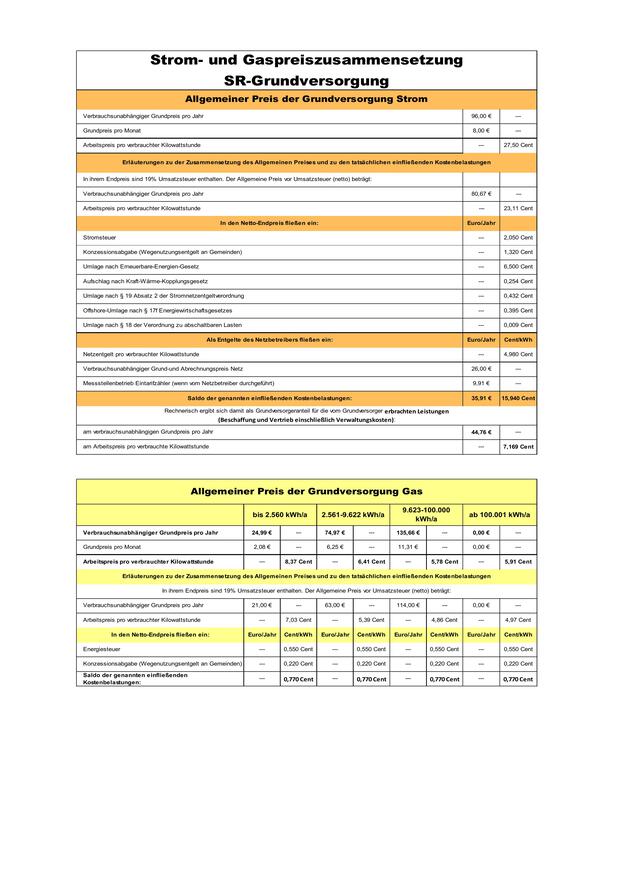 Strom- und Gaspreiszusammensetzung
SR-Grundversorgung
Allgemeiner Preis der Grundversorgung Strom
Verbrauchsunabhängiger Grundpreis pro Jahr 96,00 € ---
Grundpreis pro Monat 8,00 € ---
Arbeitspreis pro verbrauchter Kilowattstunde --- 27,50 Cent
Erläuterungen zu der Zusammensetzung des Allgemeinen Preises und zu den tatsächlichen einfließenden Kostenbelastungen
In ihrem Endpreis sind 19% Umsatzsteuer enthalten. Der Allgemeine Preis vor Umsatzsteuer (netto) beträgt:
Verbrauchsunabhängiger Grundpreis pro Jahr 80,67 € ---
Arbeitspreis pro verbrauchter Kilowattstunde --- 23,11 Cent
In den Netto-Endpreis fließen ein: Euro/Jahr
Stromsteuer --- 2,050 Cent
Konzessionsabgabe (Wegenutzungsentgelt an Gemeinden) --- 1,320 Cent
Umlage nach Erneuerbare-Energien-Gesetz --- 6,500 Cent
Aufschlag nach Kraft-Wärme-Kopplungsgesetz --- 0,254 Cent
Umlage nach § 19 Absatz 2 der Stromnetzentgeltverordnung --- 0,432 Cent
Offshore-Umlage nach § 17f Energiewirtschaftsgesetzes --- 0,395 Cent
Umlage nach § 18 der Verordnung zu abschaltbaren Lasten --- 0,009 Cent
Als Entgelte des Netzbetreibers fließen ein: Euro/Jahr Cent/kWh
Netzentgelt pro verbrauchter Kilowattstunde --- 4,980 Cent
Verbrauchsunabhängiger Grund-und Abrechnungspreis Netz 26,00 € ---
Messstellenbetrieb Eintarifzähler (wenn vom Netzbetreiber durchgeführt) 9,91 € ---
Saldo der genannten einfließenden Kostenbelastungen: 35,91 € 15,940 Cent
Rechnerisch ergibt sich damit als Grundversorgeranteil für die vom Grundversorger erbrachten Leistungen
(Beschaffung und Vertrieb einschließlich Verwaltungskosten):
am verbrauchsunabhängigen Grundpreis pro Jahr 44,76 € ---
am Arbeitspreis pro verbrauchte Kilowattstunde --- 7,169 Cent
Allgemeiner Preis der Grundversorgung Gas
bis 2.560 kWh/a 2.561-9.622 kWh/a 9.623-100.000 kWh/a ab 100.001 kWh/a
Verbrauchsunabhängiger Grundpreis pro Jahr 24,99 € --- 74,97 € --- 135,66 € --- 0,00 € ---
Grundpreis pro Monat 2,08 € --- 6,25 € --- 11,31 € --- 0,00 € ---
Arbeitspreis pro verbrauchter Kilowattstunde --- 8,37 Cent --- 6,41 Cent --- 5,78 Cent --- 5,91 Cent
Erläuterungen zu der Zusammensetzung des Allgemeinen Preises und zu den tatsächlichen einfließenden Kostenbelastungen
In ihrem Endpreis sind 19% Umsatzsteuer enthalten. Der Allgemeine Preis vor Umsatzsteuer (netto) beträgt:
Verbrauchsunabhängiger Grundpreis pro Jahr 21,00 € --- 63,00 € --- 114,00 € --- 0,00 € ---
Arbeitspreis pro verbrauchter Kilowattstunde --- 7,03 Cent --- 5,39 Cent --- 4,86 Cent --- 4,97 Cent
In den Netto-Endpreis fließen ein: Euro/Jahr Cent/kWh Euro/Jahr Cent/kWh Euro/Jahr Cent/kWh Euro/Jahr Cent/kWh
Energiesteuer --- 0,550 Cent --- 0,550 Cent --- 0,550 Cent --- 0,550 Cent
Konzessionsabgabe (Wegenutzungsentgelt an Gemeinden) --- 0,220 Cent --- 0,220 Cent --- 0,220 Cent --- 0,220 Cent
Saldo der genannten einfließenden
Kostenbelastungen: --- 0,770 Cent --- 0,770 Cent --- 0,770 Cent --- 0,770 Cent